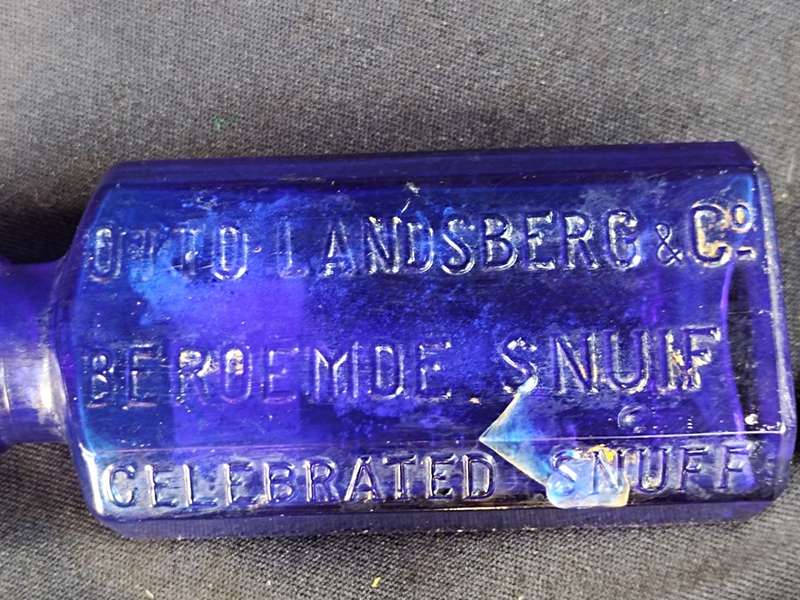 OTTO LANDSBERG & Co.
BEROEMDE SNUIF
CELEBRATED SNUFF